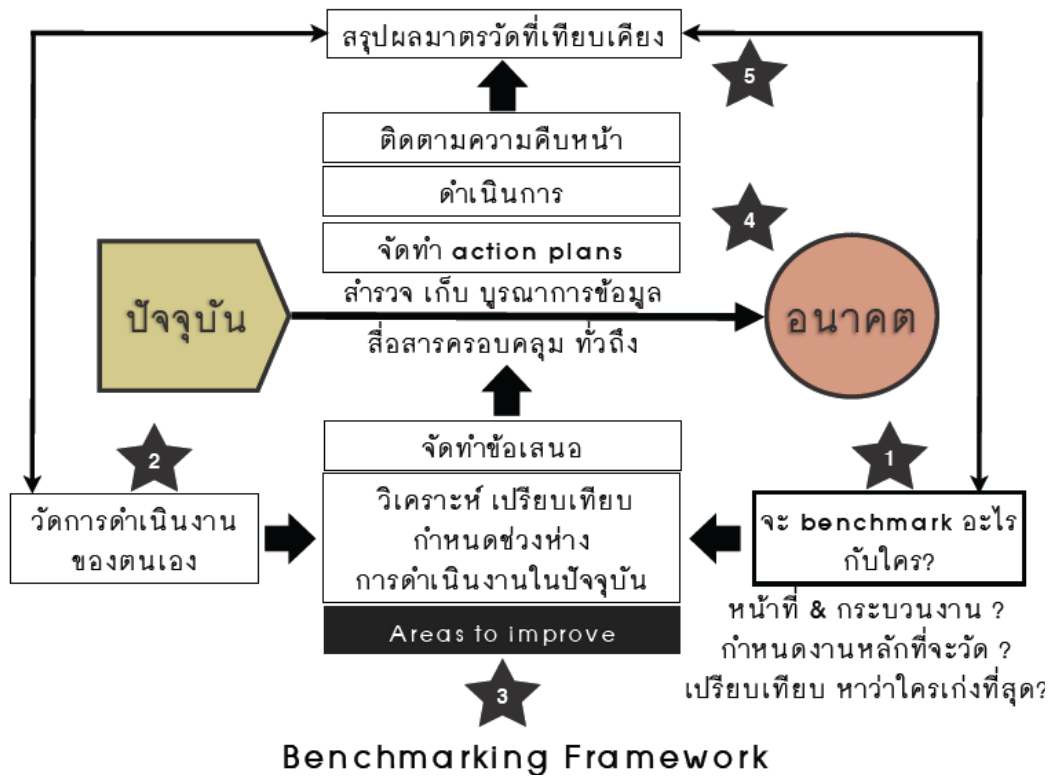 สรุปผลมาตรวัดที่เทียบเคียง
5
ติดตามความคืบหน้า
ดำเนินการ
4
จัดทำ action plans
สำรวจ เก็บ บูรณาการข้อมูล
ปัจจุบัน
อนาคต
สื่อสารครอบคลุม ทั่วถึง
จัดทำข้อเสนอ
2
1
วัดการดำเนินงาน
ของตนเอง
วิเคราะห์ เปรียบเทียบ
กำหนดช่วงห่าง
การดำเนินงานในปัจจุบัน
จะ benchmark อะไร
กับใคร?
Areas to improve
หน้าที่ & กระบวนงาน ?
กำหนดงานหลักที่จะวัด ?
เปรียบเทียบ หาว่าใครเก่งที่สุด?
3
Benchmarking Framework